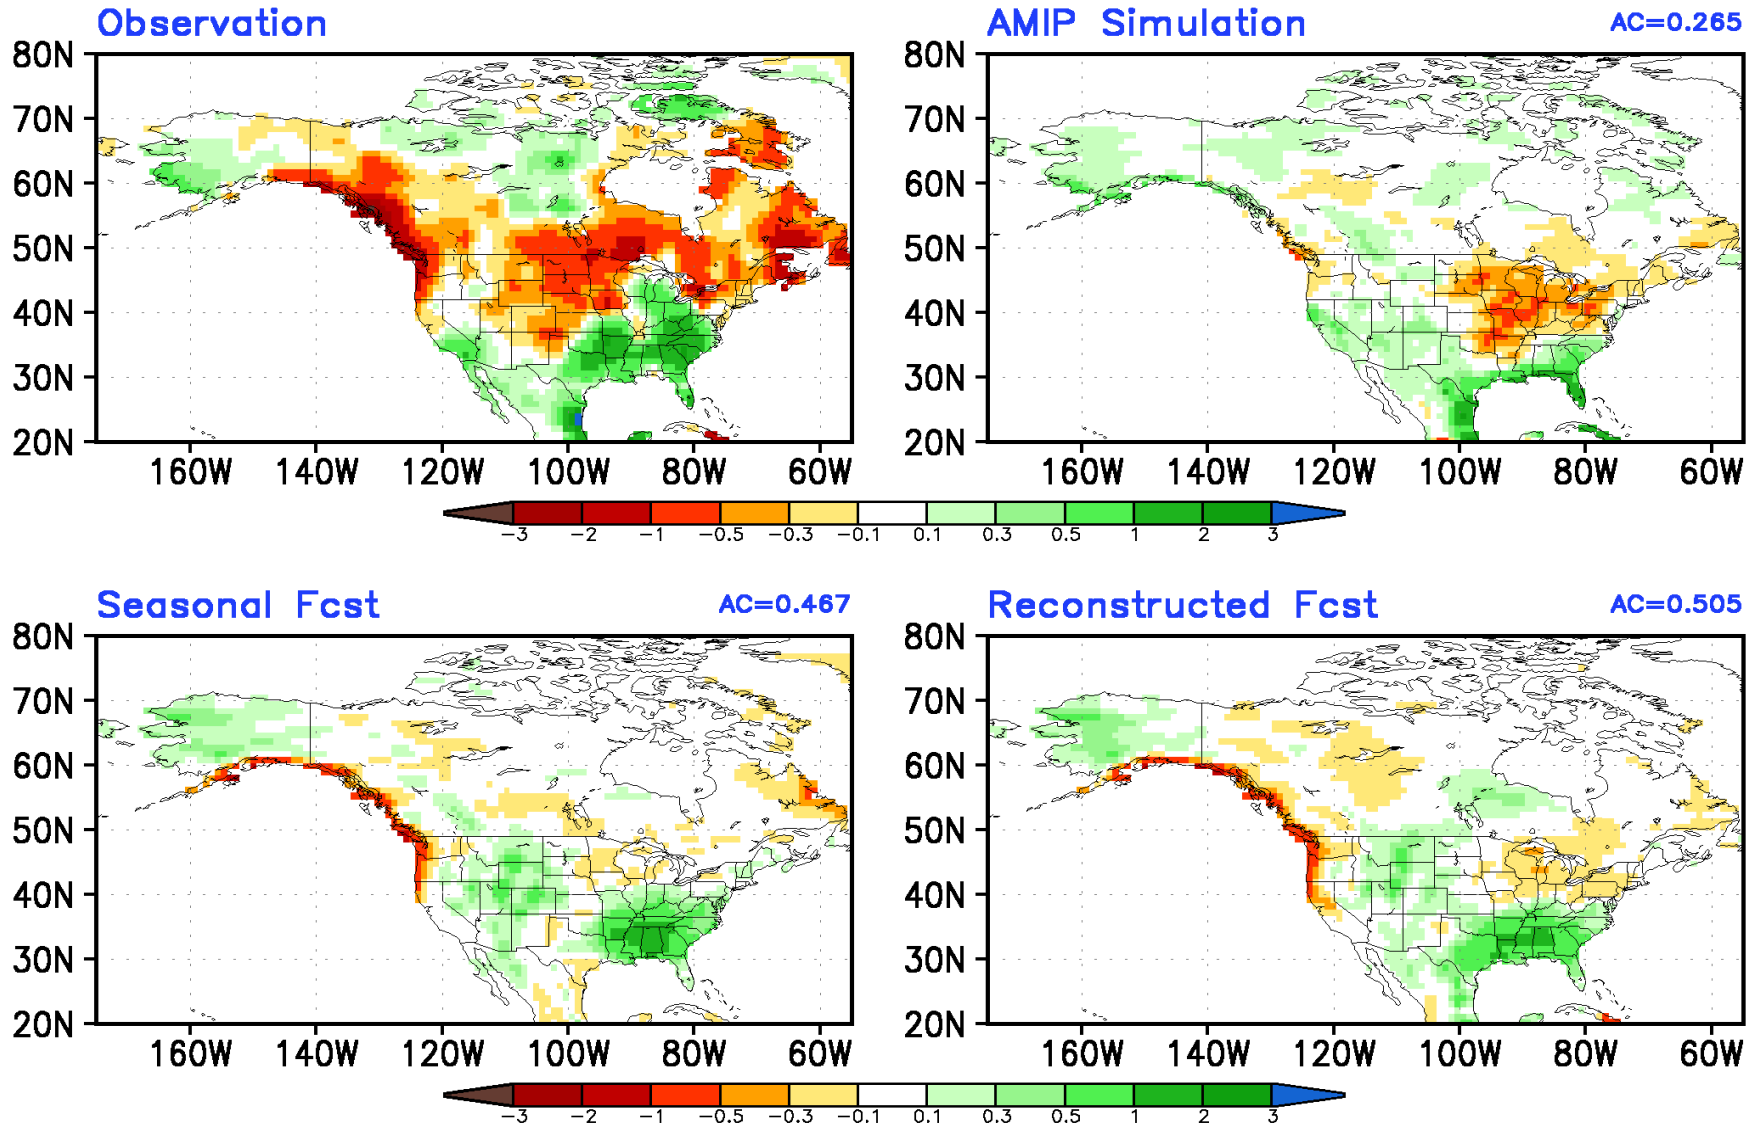 Observation
AMIP Simulation AC=0.265
80N 80N
70N 70N
60N 60N
50N 50N
40N 40N
30N 30N
20N 20N
160W 140W 120W 100W 80W 60W 160W 140W 120W 100W 80W 60W
-3 -2 -1 -0.5 -0.3 -0.1 0.1 0.3 0.5 1 2 3
Seasonal Fcst AC=0.467
Reconstructed Fcst AC=0.505
80N 80N
70N 70N
60N 60N
50N 50N
40N 40N
30N 30N
20N 20N
160W 140W 120W 100W 80W 60W 160W 140W 120W 100W 80W 60W
-3 -2 -1 -0.5 -0.3 -0.1 0.1 0.3 0.5 1 2 3